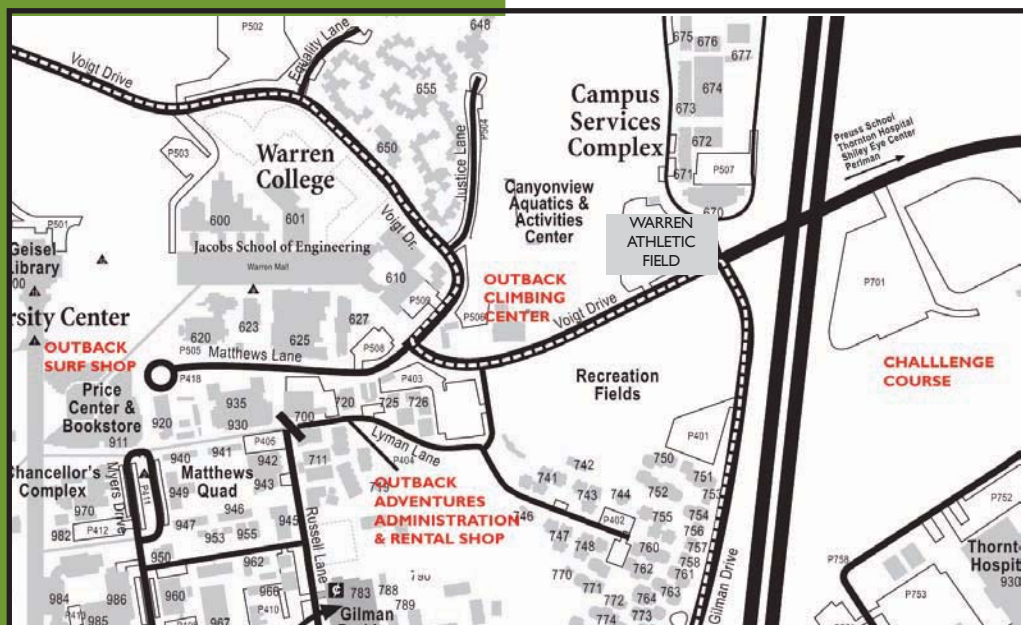 P502
Equality Lane
648
Voigt Drive
655
P503
Warren
College
650
Justice Lane
P504
600
601
Voigt Dr.
Jacobs School of Engineering
Warren Mall
610
P509
P501
Geisel
Library
rsity Center
OUTBACK
SURF SHOP
620
623
625
627
P505
P508
Matthews Lane
P418
Price
Center &
Bookstore
911
Campus
Services
Complex
675
676
677
674
673
672
671
P507
670
Canyonview
Aquatics &
Activities
Center
WARREN
ATHLETIC
FIELD
OUTBACK
CLIMBING
CENTER
P506
Voigt Drive
Preuss School
Thornton Hospital
Shiley Eye Center
Perlman
P701
CHALLLENGE
COURSE
Recreation
Fields
P401
P403
720
725
726
700
935
930
920
P405
Lyman Lane
P404
711
719
OUTBACK
ADVENTURES
ADMINISTRATION
& RENTAL SHOP
Chancellor's
Complex
970
P412
982
Myers Drive
P411
940
941
942
943
Matthews
Quad
949
946
947
953
955
945
950
962
960
966
984
986
985
967
P410
Russell Lane
783
788
789
Gilman
741
742
743
744
746
747
748
P402
750
751
752
753
754
755
756
757
758
760
761
762
763
764
770
771
772
773
774
Gilman Drive
P752
P758
P753
Thornt
Hospit
930